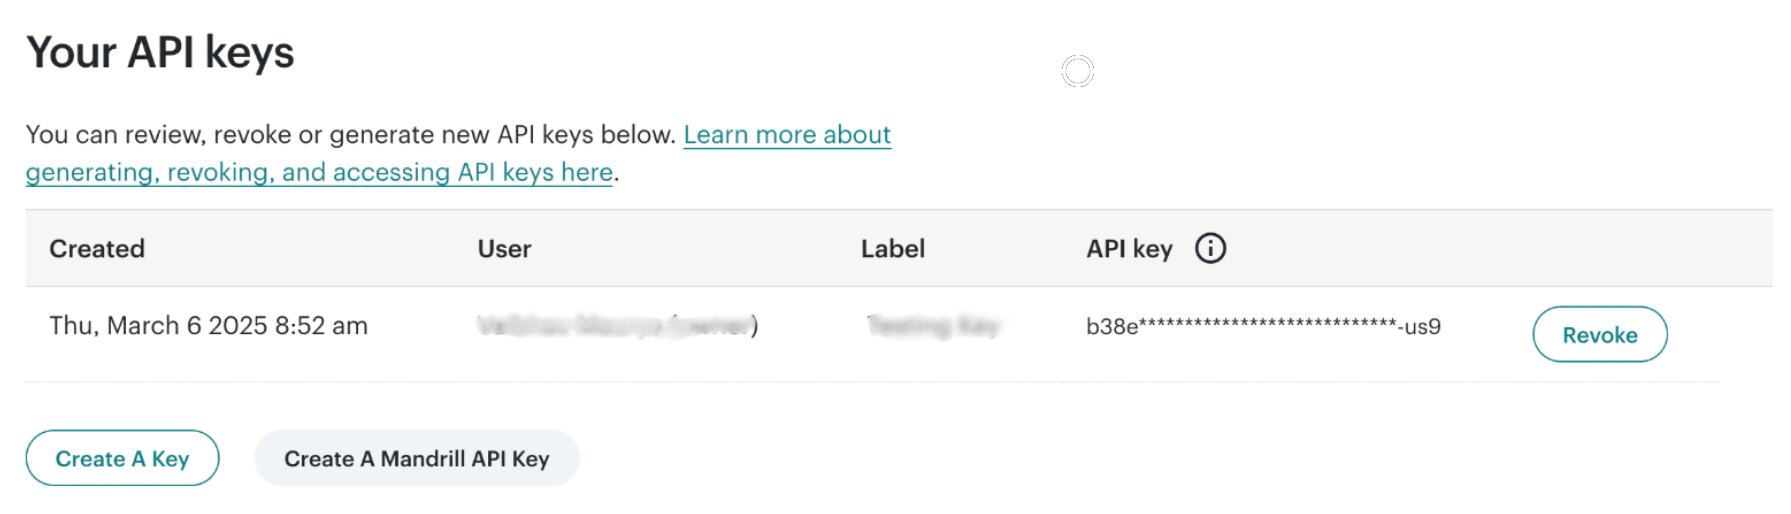 Your API keys
You can review, revoke or generate new API keys below. Learn more about
generating, revoking, and accessing API keys here.
Created User Label API key
Thu, March 6 2025 8:52 am b38e****************************-us9 Revoke
Create A Key Create A Mandrill API Key